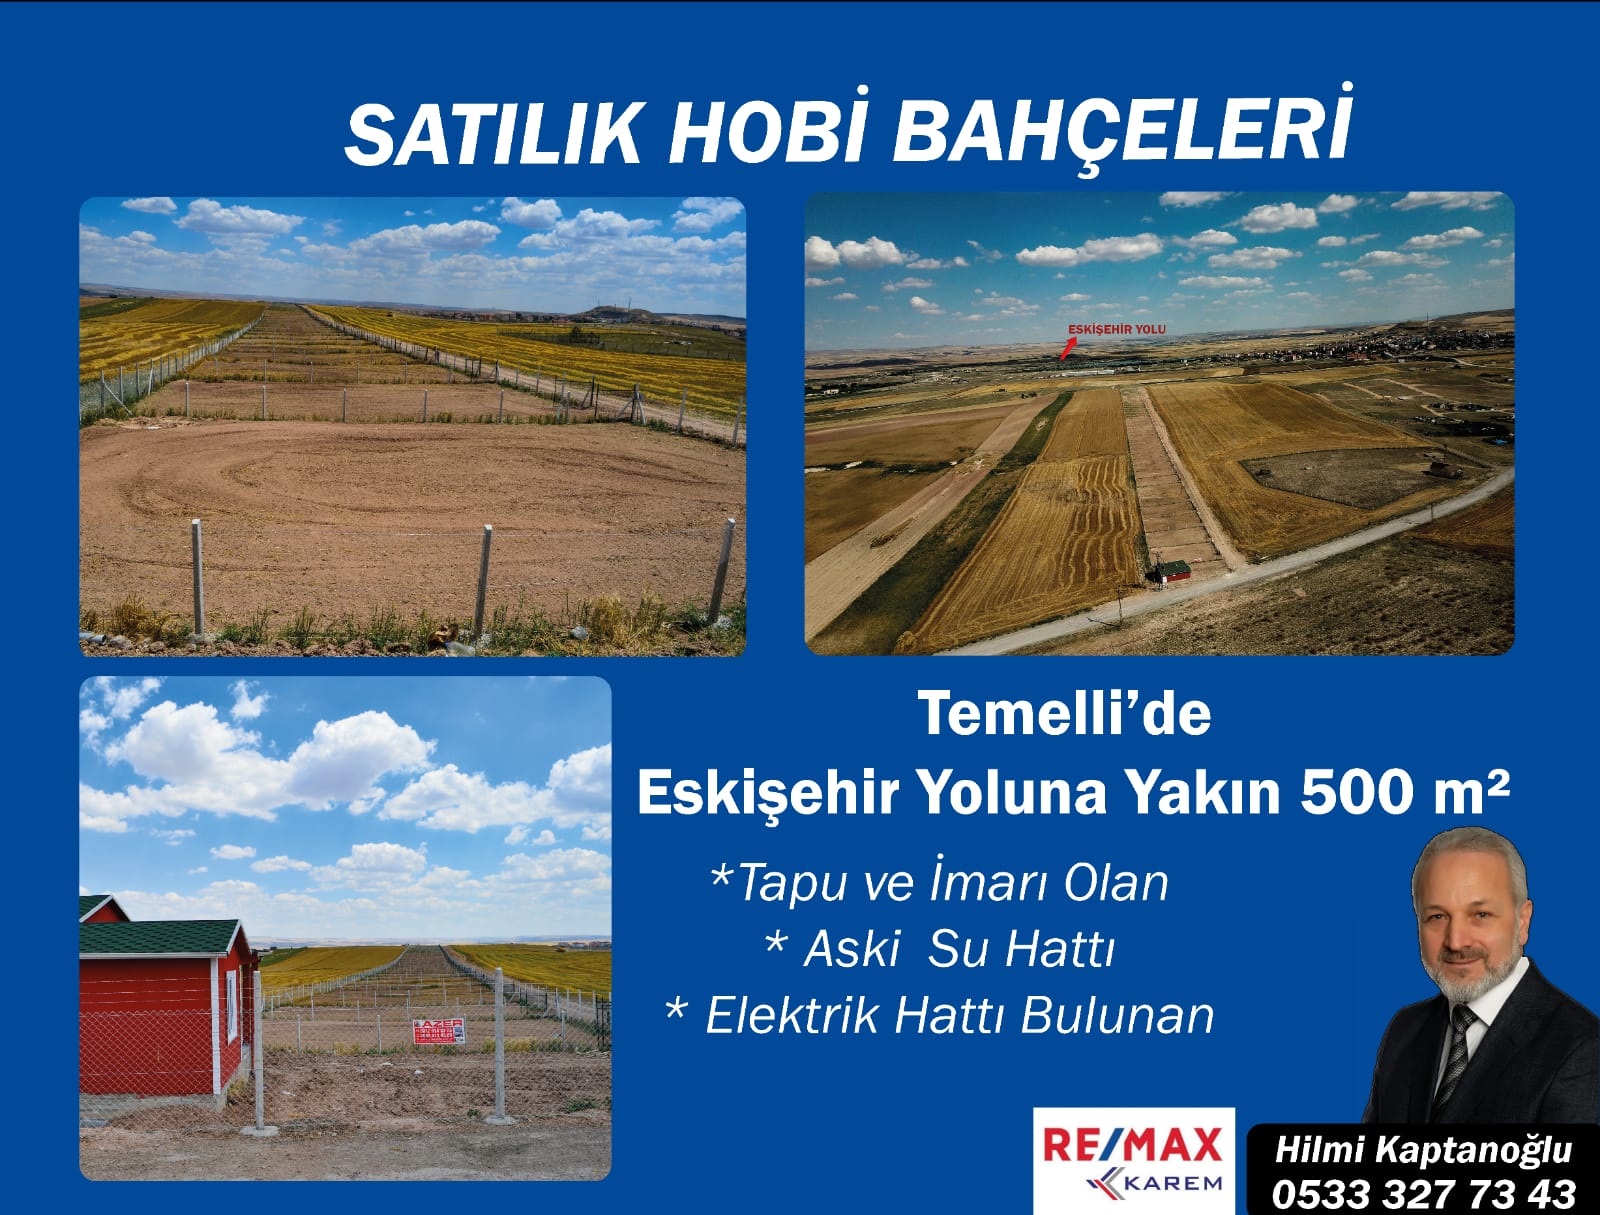 SATILIK HOBİ BAHÇELERİ
ESKİŞEHİR YOLU
Temelli’de
Eskişehir Yoluna Yakın 500 m²
*Tapu ve İmarı Olan
* Aski Su Hattı
* Elektrik Hattı Bulunan
AZER
RE/MAX
KAREM
Hilmi Kaptanoğlu
0533 327 73 43